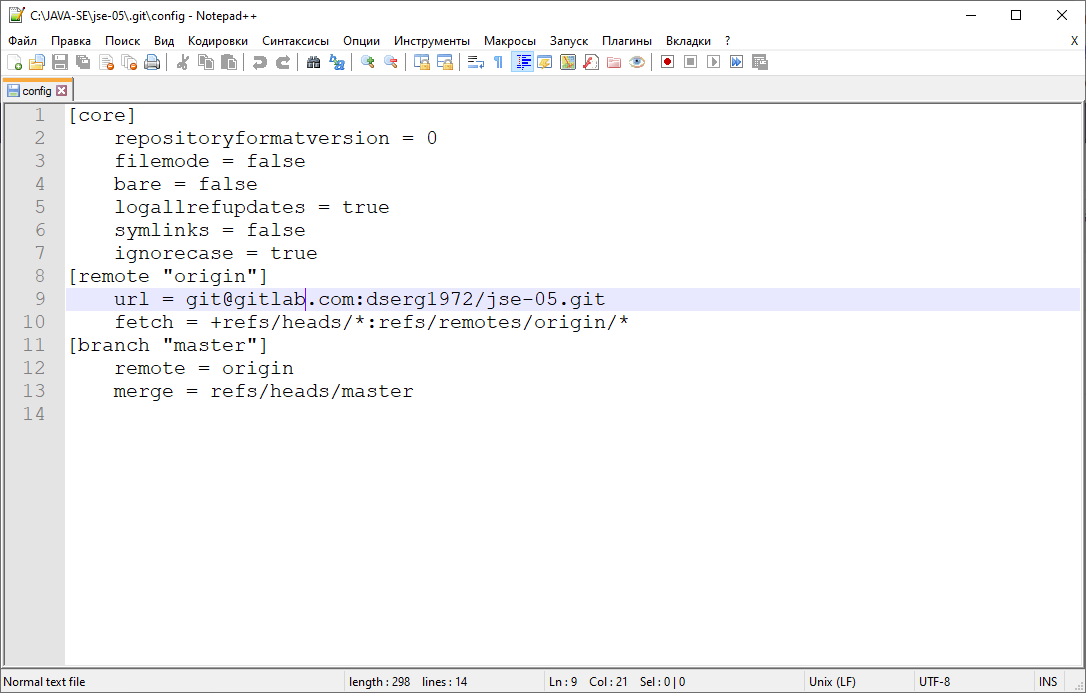 C:\JAVA-SE\jse-05\.git\config - Notepad++
Файл Правка Поиск Вид Кодировки Синтаксисы Опции Инструменты Макросы Запуск Плагины Вкладки ? X
config
1 [core]
2 repositoryformatversion = 0
3 filemode = false
4 bare = false
5 logallrefupdates = true
6 symlinks = false
7 ignorecase = true
8 [remote "origin"]
9 url = git@gitlab.com:dserg1972/jse-05.git
10 fetch = +refs/heads/*:refs/remotes/origin/*
11 [branch "master"]
12 remote = origin
13 merge = refs/heads/master
14
Normal text file length : 298 lines : 14 Ln : 9 Col : 21 Sel : 0 | 0 Unix (LF) UTF-8 INS